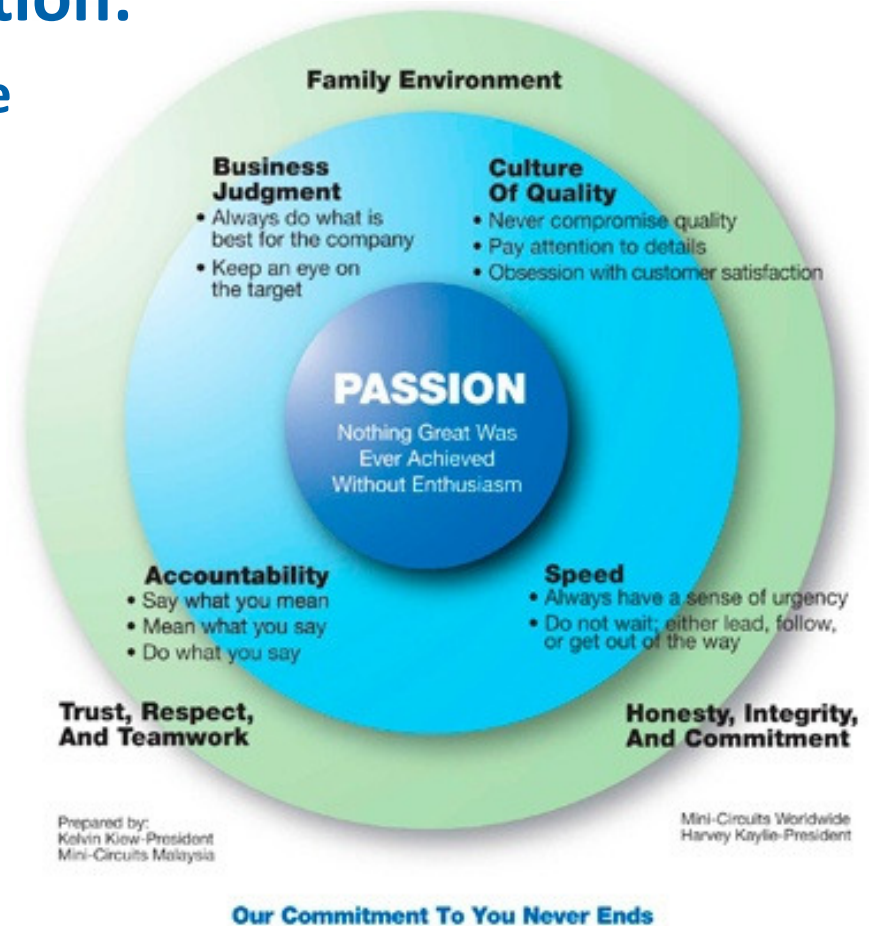 tion:
e
Family Environment
Business
Judgment
• Always do what is
best for the company
• Keep an eye on
the target
Culture
Of Quality
• Never compromise quality
• Pay attention to details
• Obsession with customer satisfaction
PASSION
Nothing Great Was
Ever Achieved
Without Enthusiasm
Accountability
• Say what you mean
• Mean what you say
• Do what you say
Speed
• Always have a sense of urgency
• Do not wait; either lead, follow,
or get out of the way
Trust, Respect,
And Teamwork
Honesty, Integrity,
And Commitment
Prepared by:
Kelvin Kiew-President
Mini-Circuits Malaysia
Mini-Circuits Worldwide
Harvey Kaylie-President
Our Commitment To You Never Ends